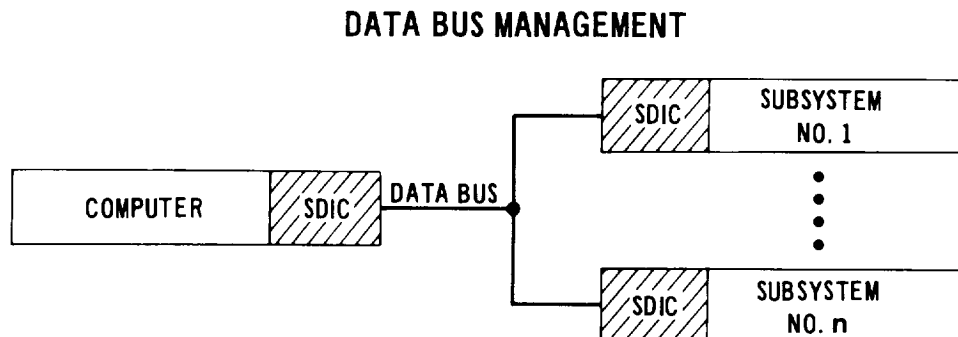 DATA BUS MANAGEMENT
SDIC
SUBSYSTEM
NO. 1
COMPUTER
SDIC
DATA BUS
SDIC
SUBSYSTEM
NO. n